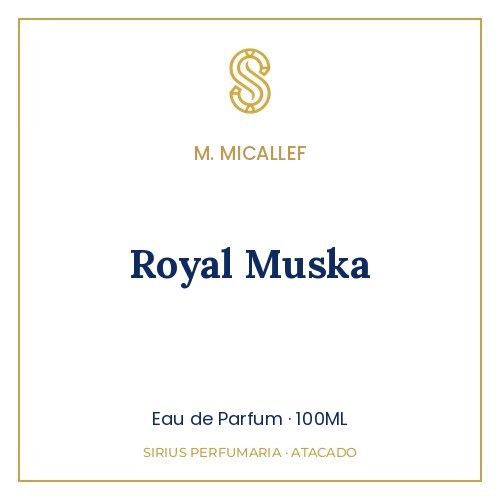 M. MICALLEF
Royal Muska
Eau de Parfum · 100ML
SIRIUS PERFUMARIA · ATACADO